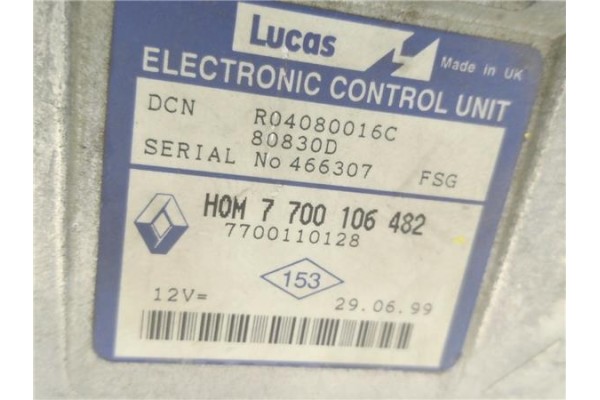 Lucas
Made in UK
ELECTRONIC CONTROL UNIT
DCN R04080016C
80830D
SERIAL No 466307 FSG
HOM 7 700 106 482
7700110128
153
12V= 29.06.99